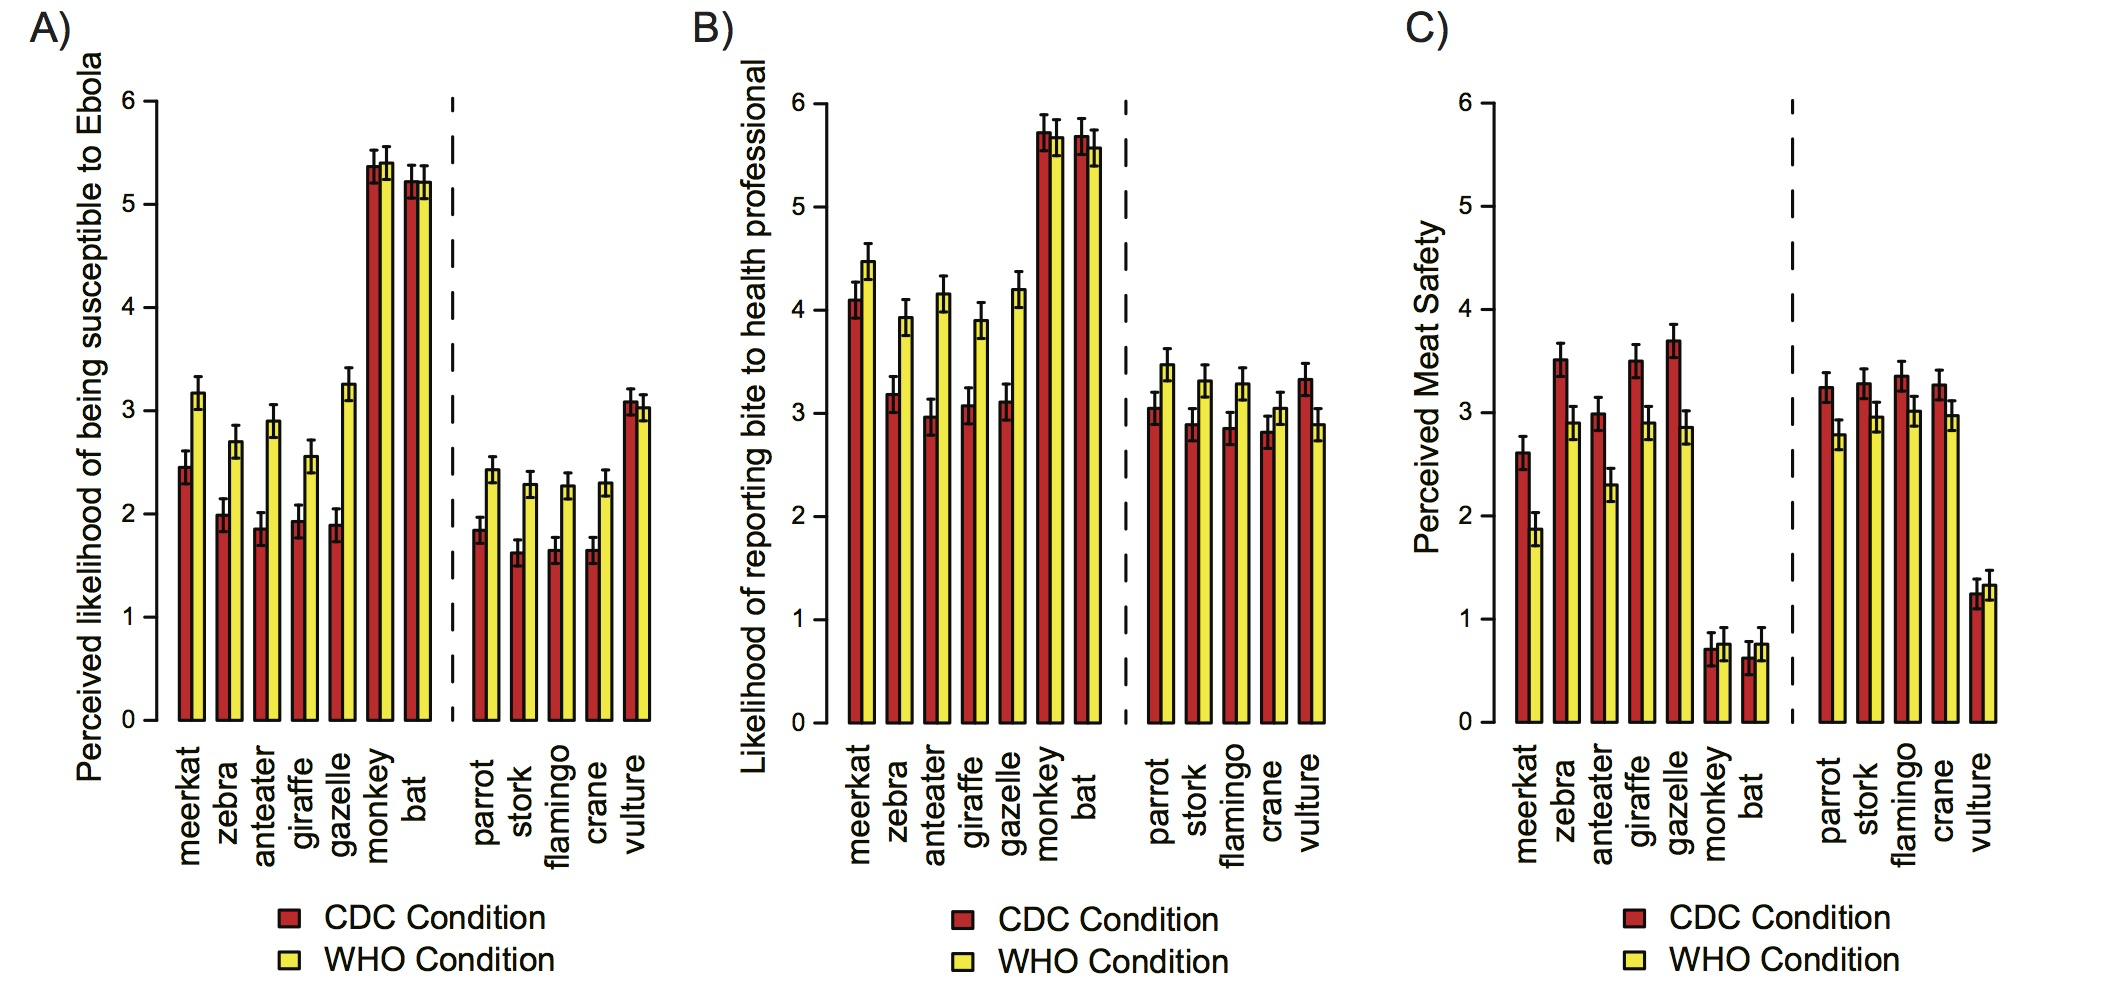 A)
Perceived likelihood of being susceptible to Ebola
6
5
4
3
2
1
0
meerkat
zebra
anteater
giraffe
gazelle
monkey
bat
parrot
stork
flamingo
crane
vulture
CDC Condition
WHO Condition
B)
Likelihood of reporting bite to health professional
6
5
4
3
2
1
0
meerkat
zebra
anteater
giraffe
gazelle
monkey
bat
parrot
stork
flamingo
crane
vulture
CDC Condition
WHO Condition
C)
Perceived Meat Safety
6
5
4
3
2
1
0
meerkat
zebra
anteater
giraffe
gazelle
monkey
bat
parrot
stork
flamingo
crane
vulture
CDC Condition
WHO Condition